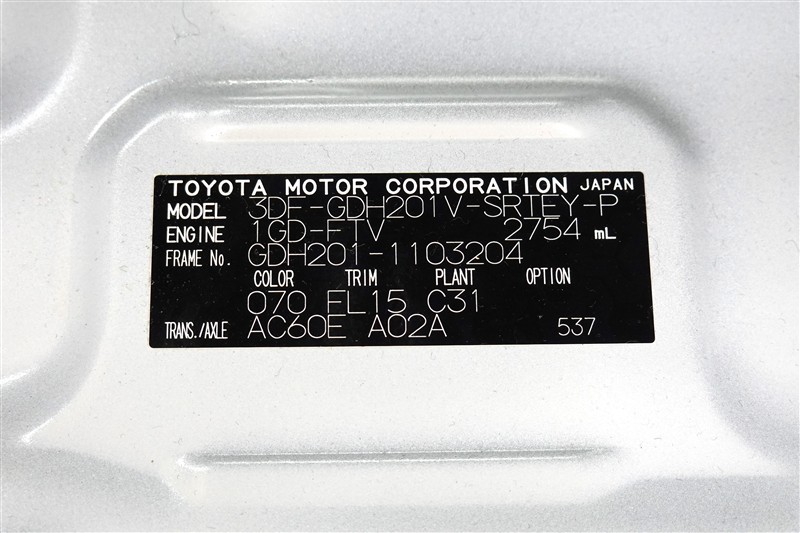 TOYOTA MOTOR CORPORATION JAPAN
MODEL 3DF-GDH201V-SRTEY-P
ENGINE 1GD-FTV 2754 mL
FRAME No. GDH201-1103204
COLOR TRIM PLANT OPTION
070 FL15 C31
TRANS./AXLE AC60E A02A 537